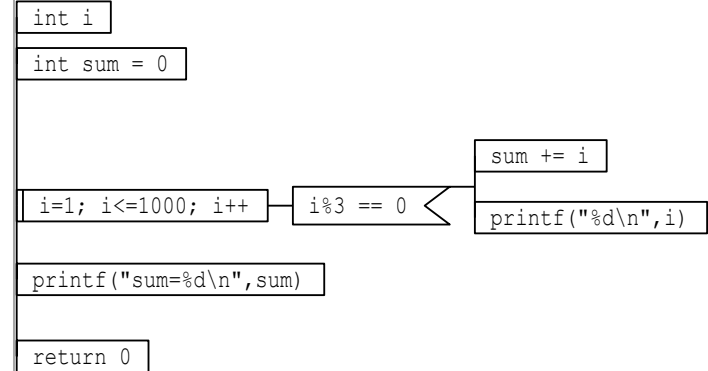 int i
int sum = 0
sum += i
i=1; i<=1000; i++
i%3 == 0
printf("%d\n",i)
printf("sum=%d\n",sum)
return 0